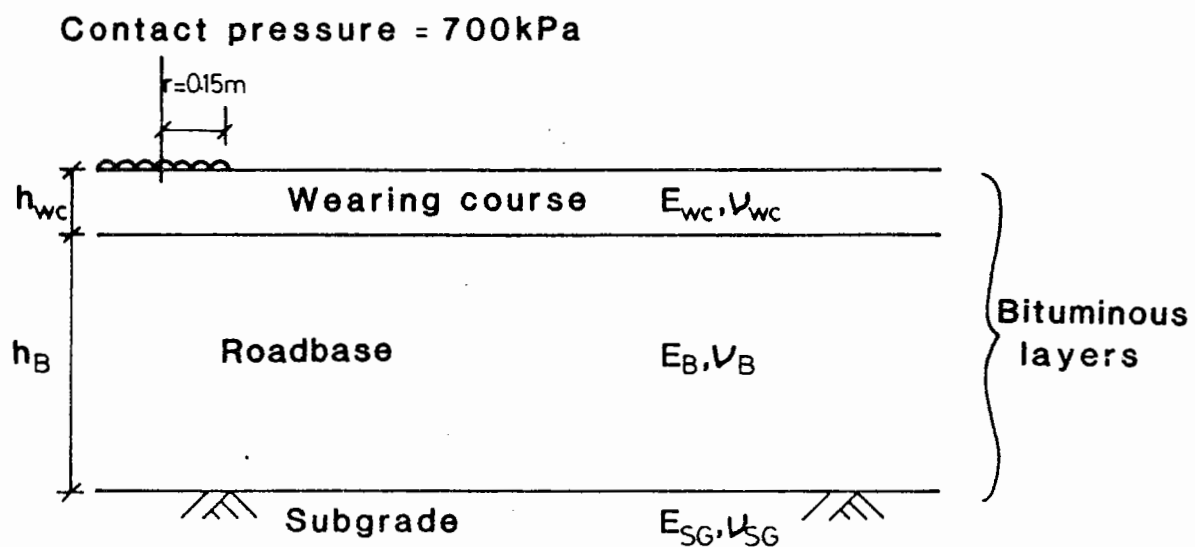 Contact pressure = 700kPa
r=0.15m
h_wc
Wearing course
E_wc, ν_wc
h_B
Roadbase
E_B, ν_B
Bituminous
layers
Subgrade
E_SG, ν_SG